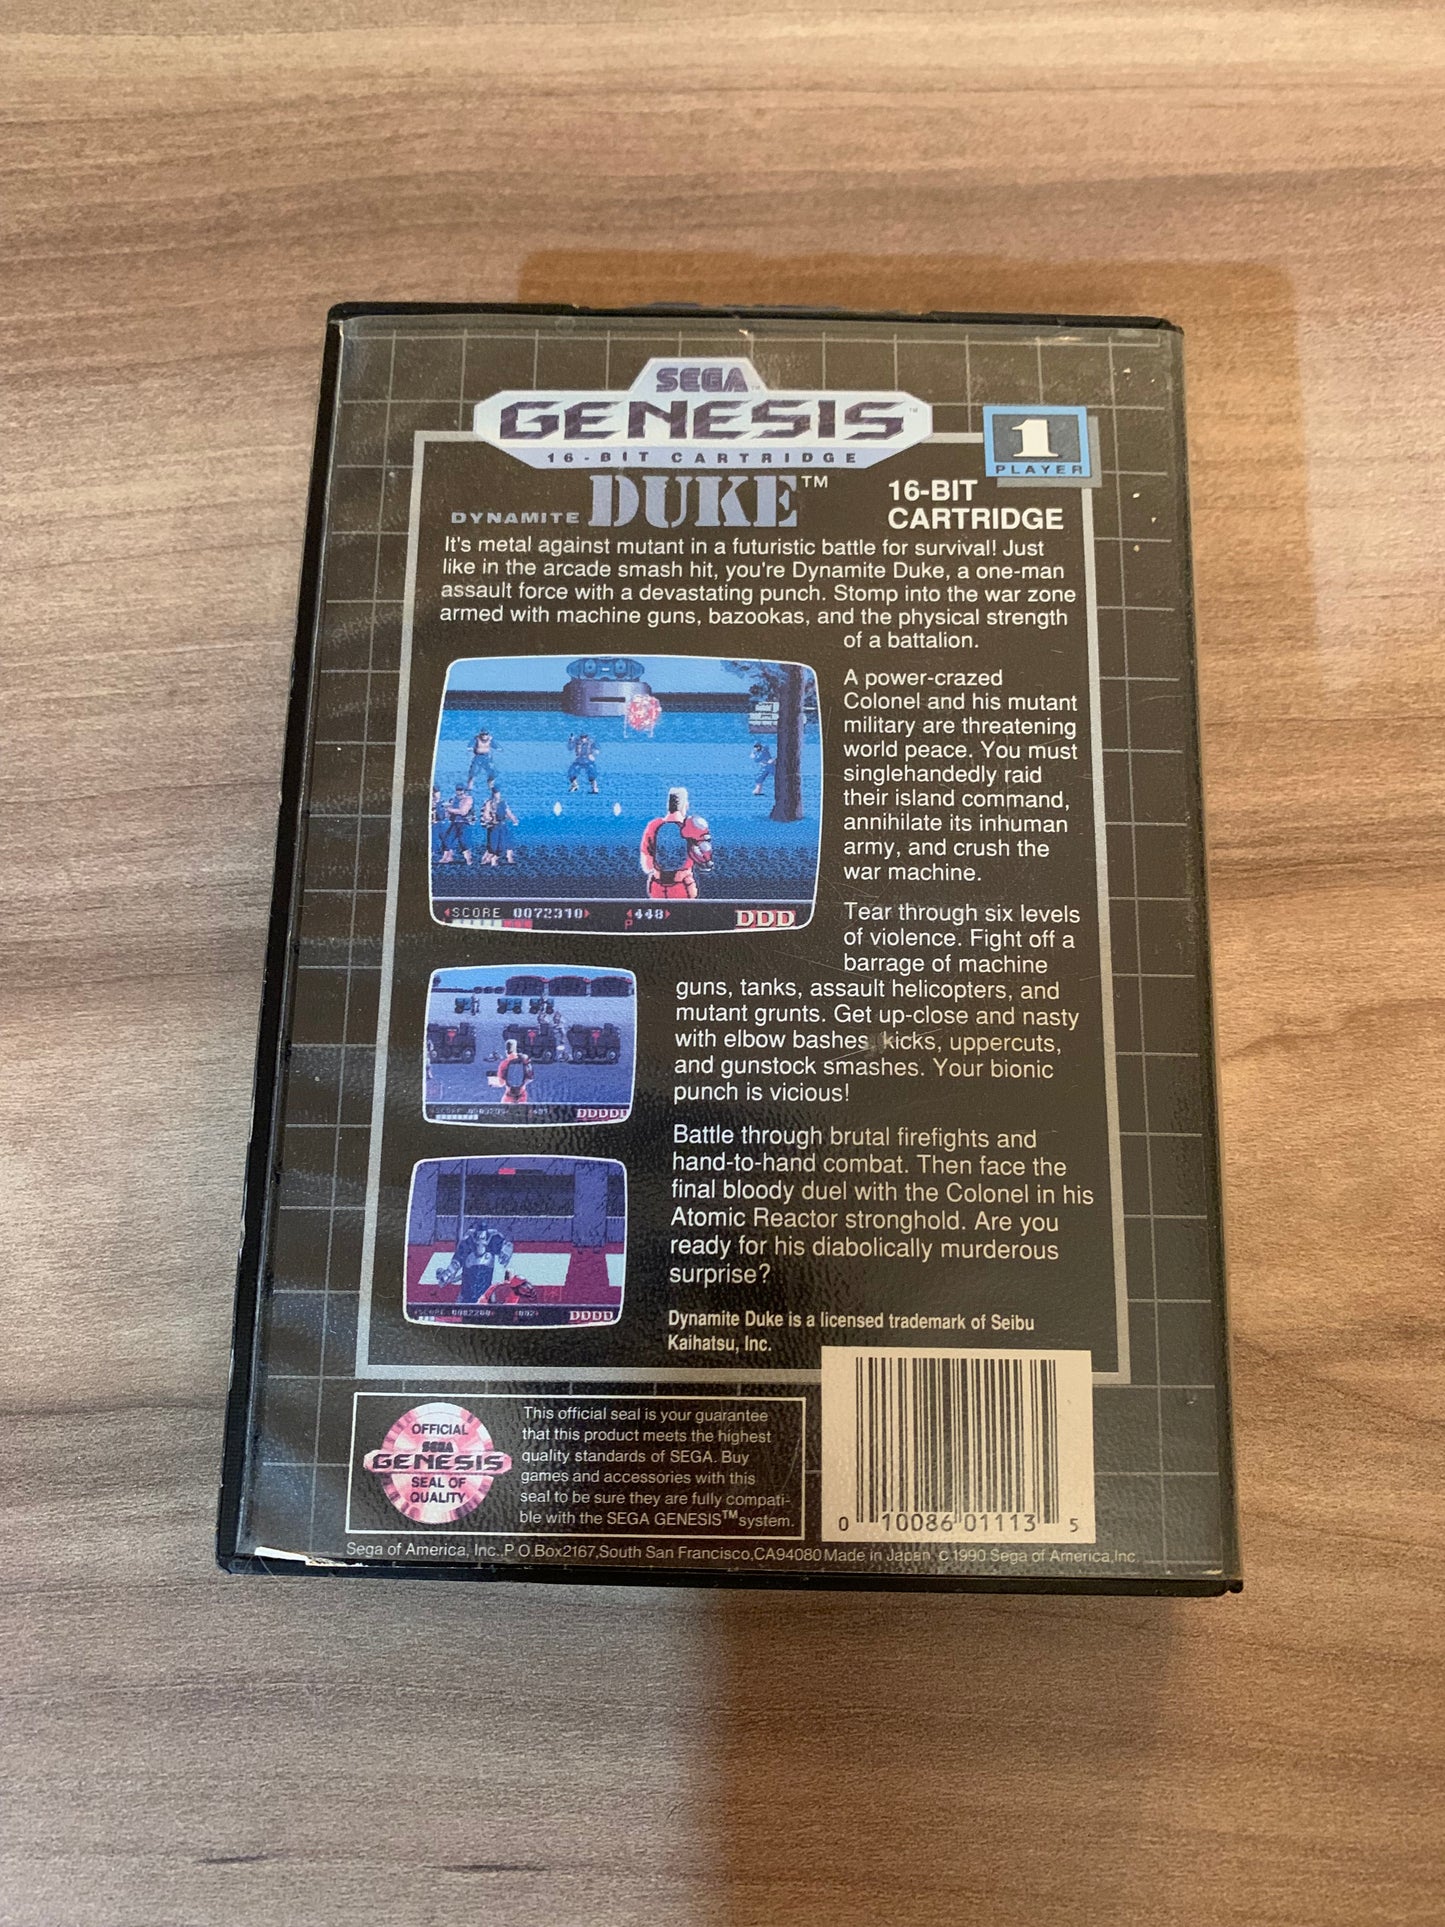 SEGA™
GENESIS™
16-BIT CARTRIDGE
1
PLAYER
DYNAMITE DUKE™
16-BIT
CARTRIDGE
It's metal against mutant in a futuristic battle for survival! Just
like in the arcade smash hit, you're Dynamite Duke, a one-man
assault force with a devastating punch. Stomp into the war zone
armed with machine guns, bazookas, and the physical strength
of a battalion.
A power-crazed
Colonel and his mutant
military are threatening
world peace. You must
singlehandedly raid
their island command,
annihilate its inhuman
army, and crush the
war machine.
SCORE 0072310 448 DDD
P
Tear through six levels
of violence. Fight off a
barrage of machine
guns, tanks, assault helicopters, and
mutant grunts. Get up-close and nasty
with elbow bashes, kicks, uppercuts,
and gunstock smashes. Your bionic
punch is vicious!
SCORE DDDDD
Battle through brutal firefights and
hand-to-hand combat. Then face the
final bloody duel with the Colonel in his
Atomic Reactor stronghold. Are you
ready for his diabolically murderous
surprise?
SCORE DDDD
Dynamite Duke is a licensed trademark of Seibu
Kaihatsu, Inc.
OFFICIAL
SEGA
GENESIS
SEAL OF
QUALITY
This official seal is your guarantee
that this product meets the highest
quality standards of SEGA. Buy
games and accessories with this
seal to be sure they are fully compati-
ble with the SEGA GENESIS™ system.
0 10086 01113 5
Sega of America, Inc.,P.O.Box2167,South San Francisco,CA94080 Made in Japan © 1990 Sega of America,Inc.